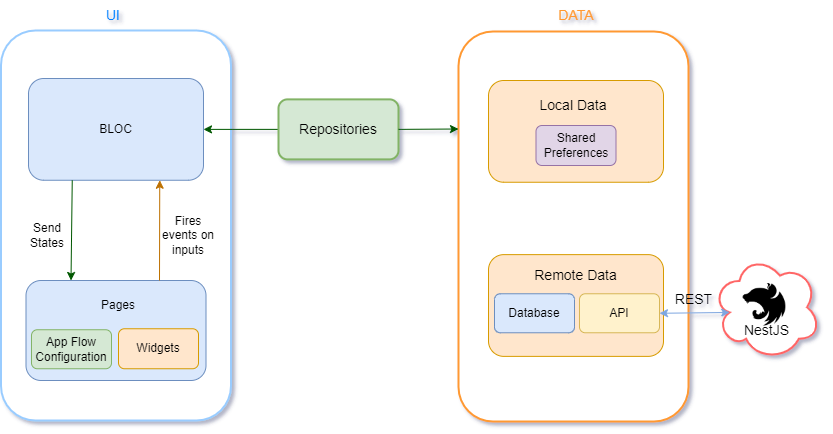 UI
BLOC
Send
States
Fires
events on
inputs
Pages
App Flow
Configuration
Widgets
Repositories
DATA
Local Data
Shared
Preferences
Remote Data
Database
API
REST
NestJS